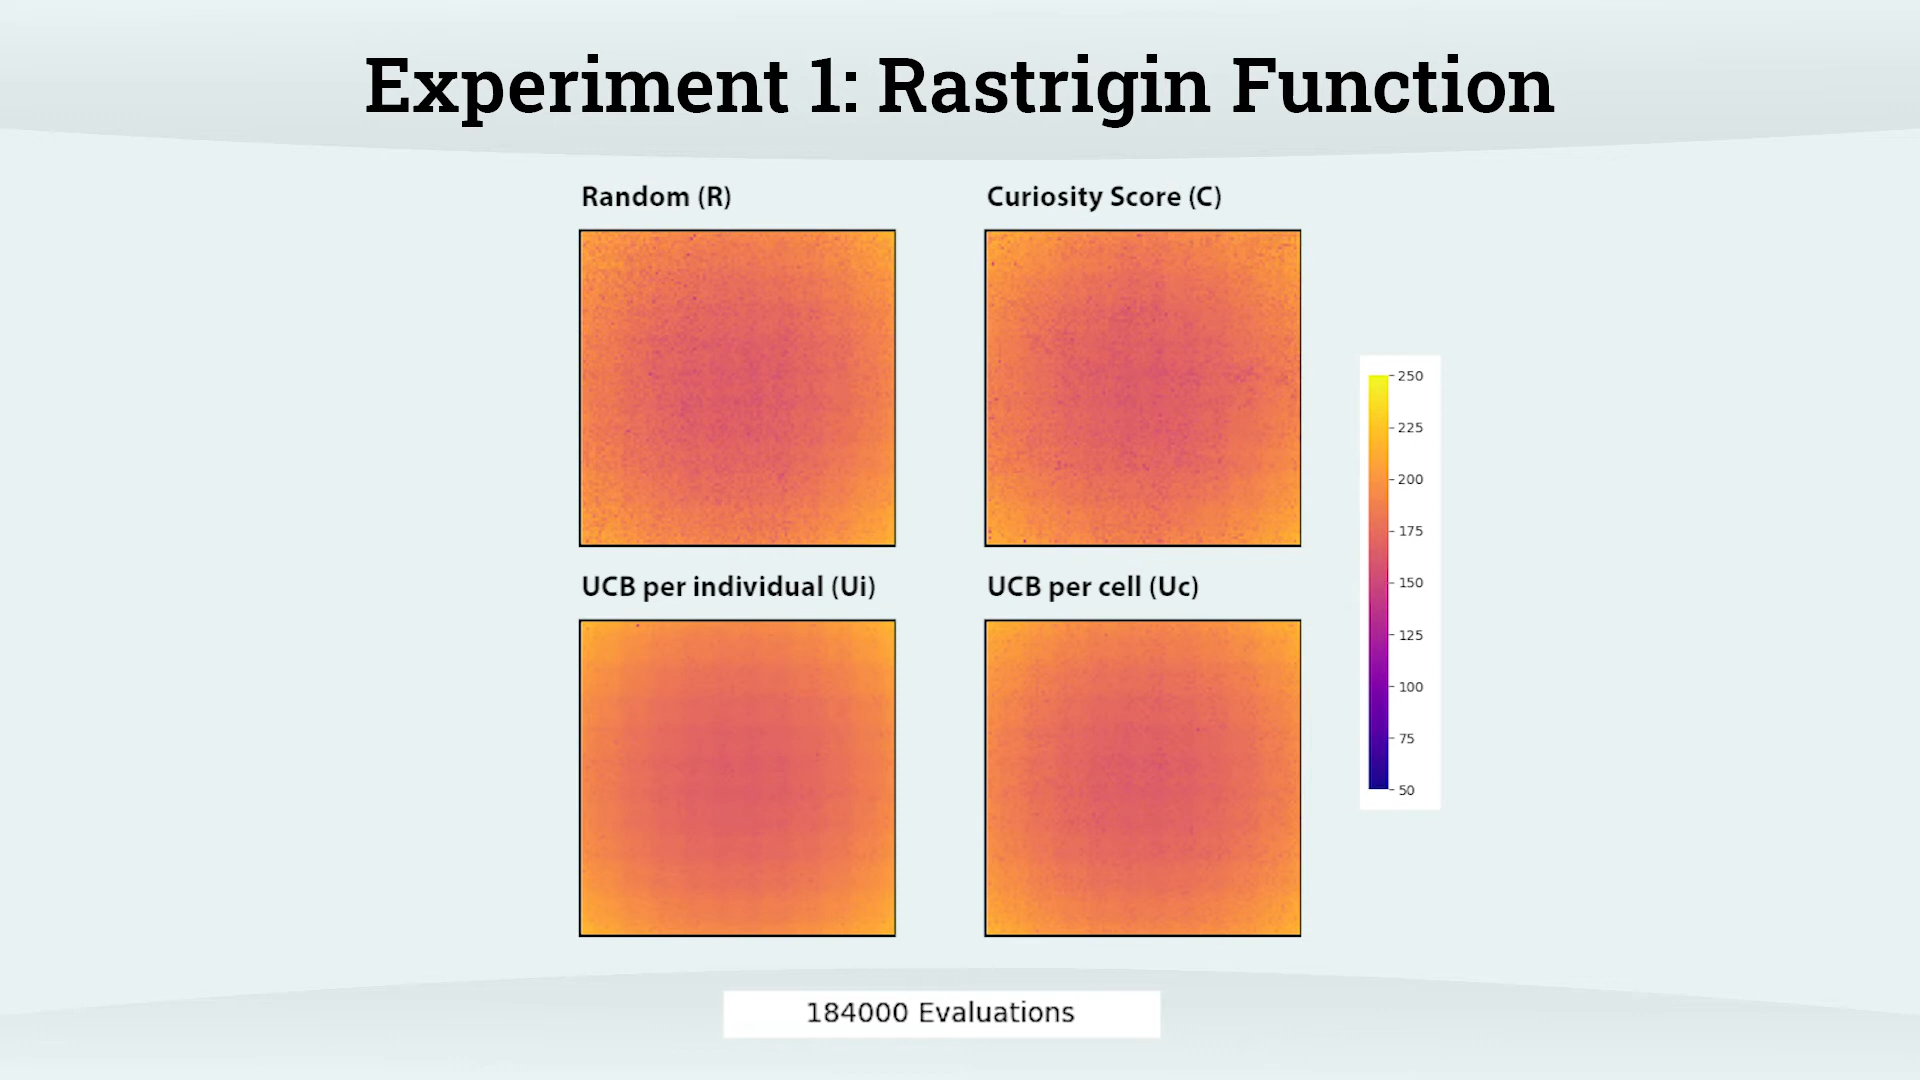 Experiment 1: Rastrigin Function
Random (R)
Curiosity Score (C)
UCB per individual (Ui)
UCB per cell (Uc)
250
225
200
175
150
125
100
75
50
184000 Evaluations